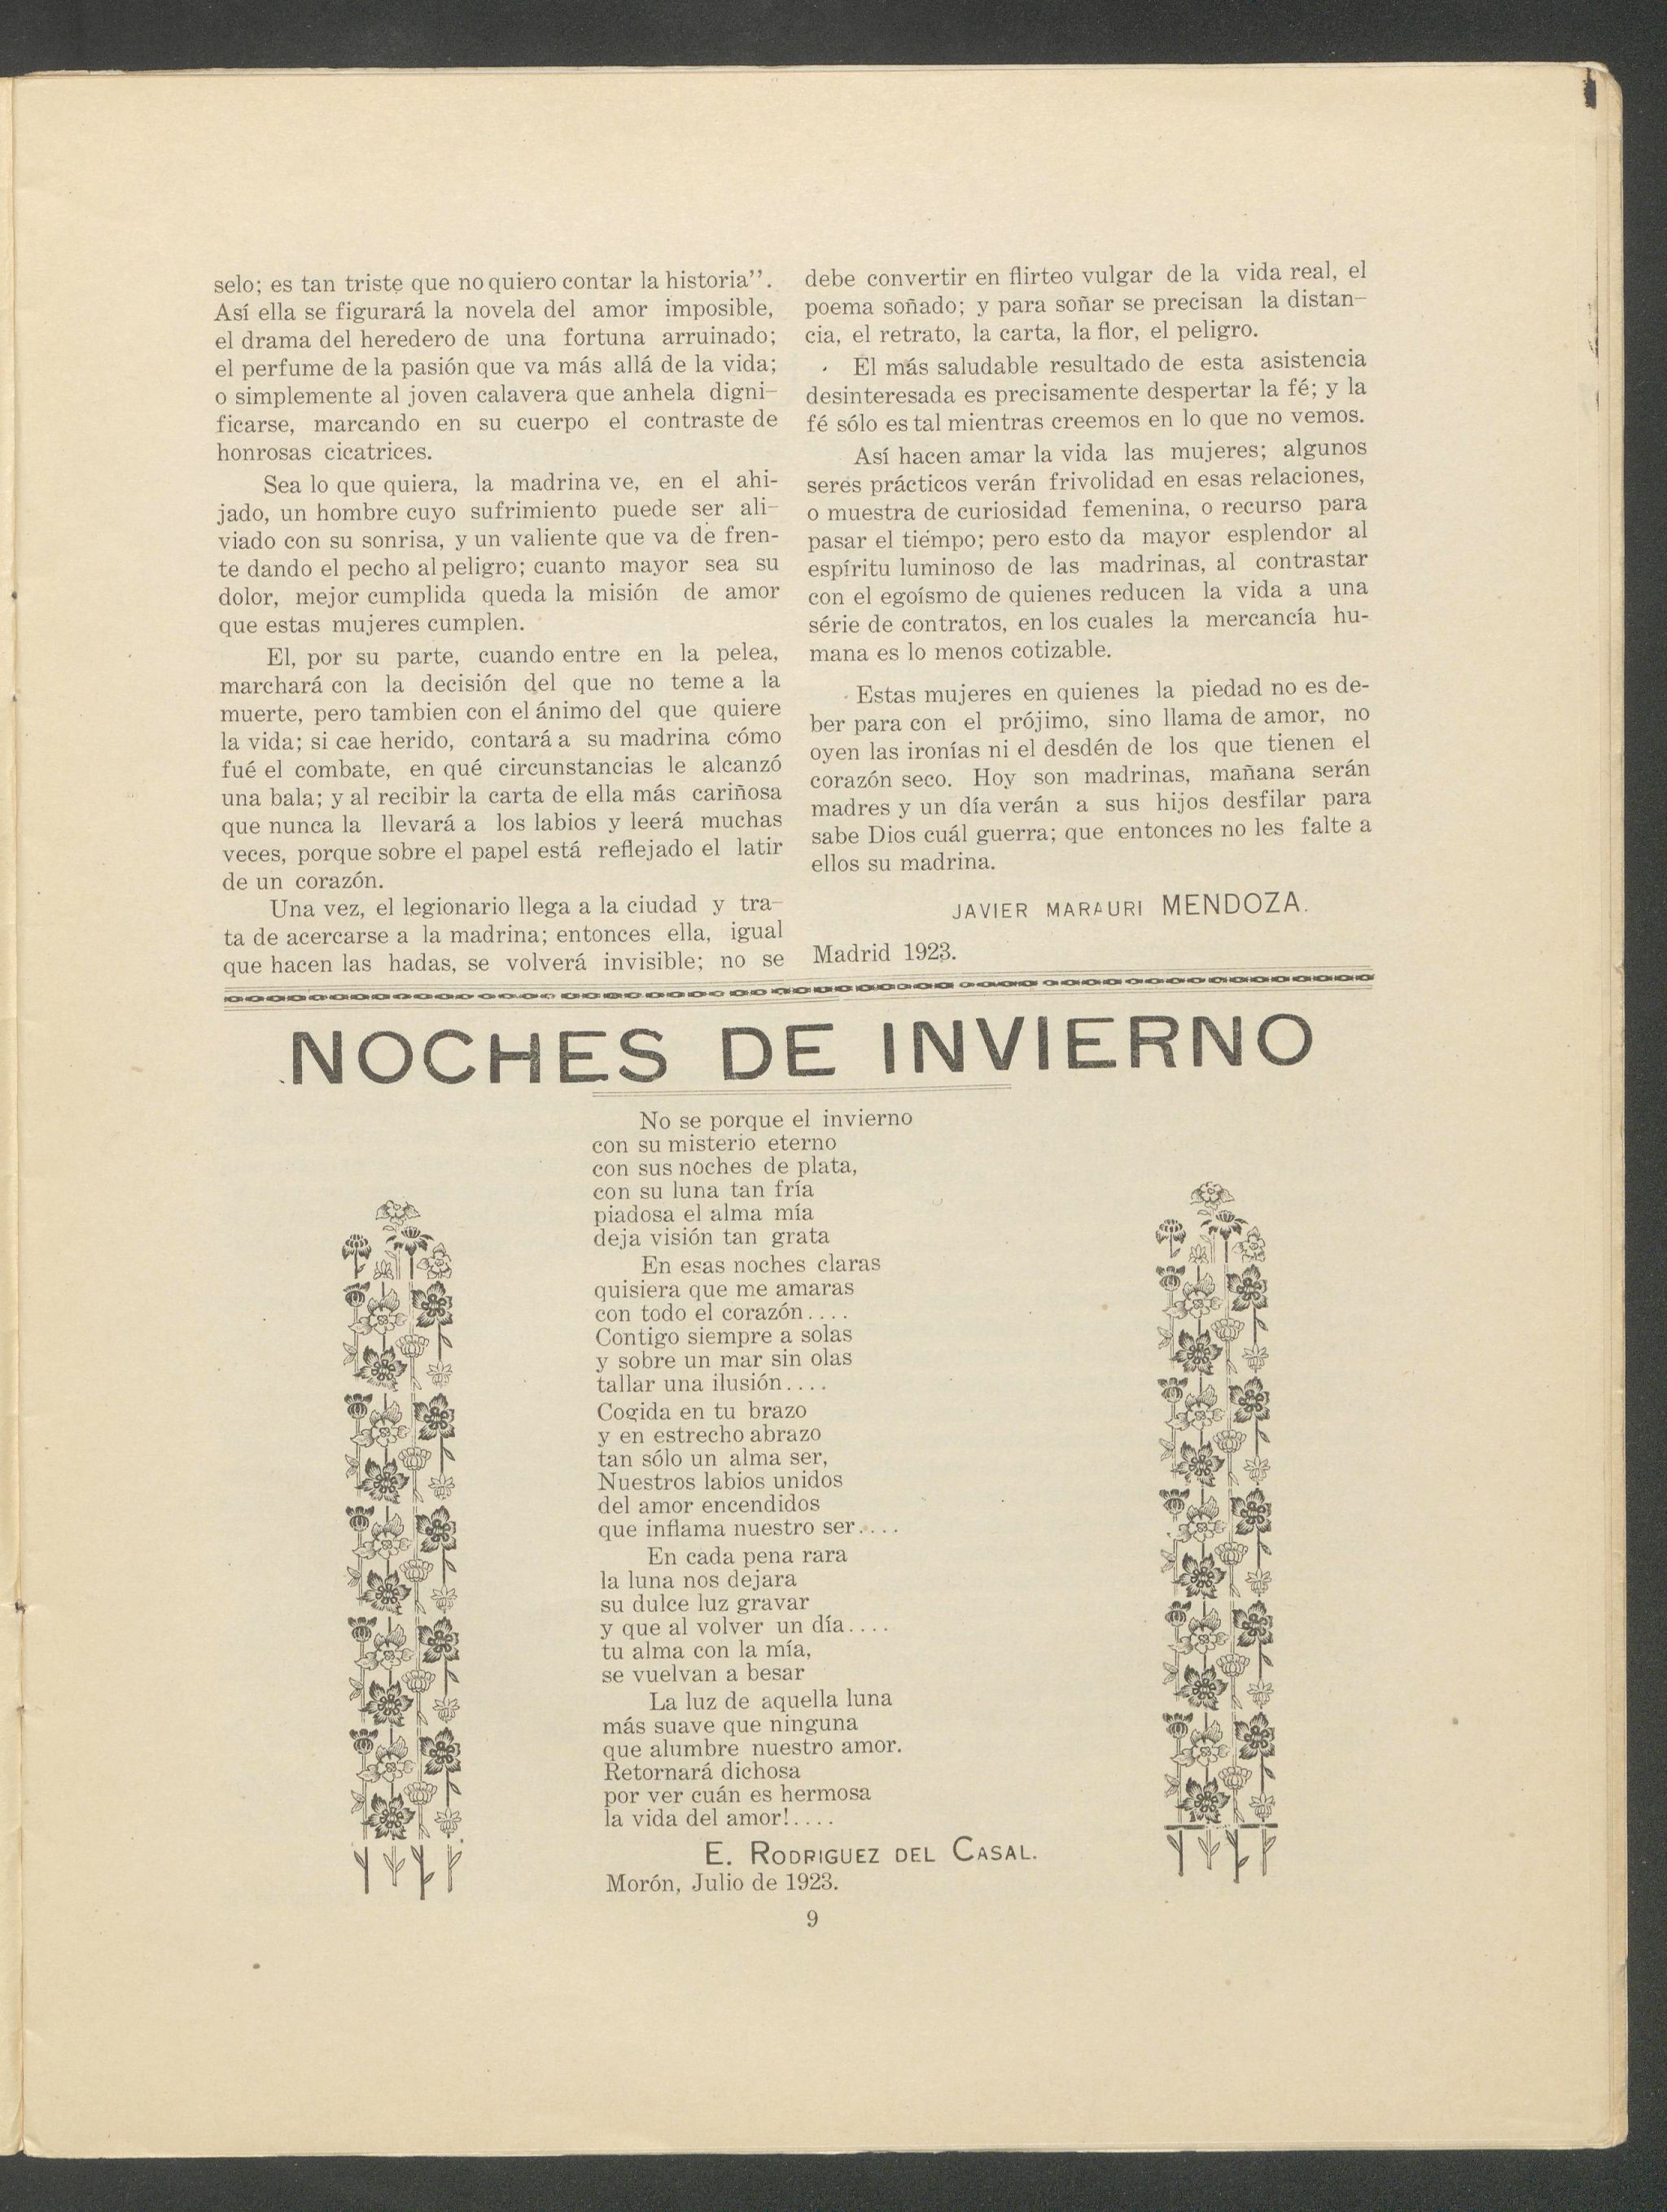 selo; es tan triste que no quiero contar la historia''.
Así ella se figurará la novela del amor imposible,
el drama del heredero de una fortuna arruinado;
el perfume de la pasión que va más allá de la vida;
o simplemente al joven calavera que anhela digni-
ficarse, marcando en su cuerpo el contraste de
honrosas cicatrices.
Sea lo que quiera, la madrina ve, en el ahi-
jado, un hombre cuyo sufrimiento puede ser ali-
viado con su sonrisa, y un valiente que va de fren-
te dando el pecho al peligro; cuanto mayor sea su
dolor, mejor cumplida queda la misión de amor
que estas mujeres cumplen.
El, por su parte, cuando entre en la pelea,
marchará con la decisión del que no teme a la
muerte, pero tambien con el ánimo del que quiere
la vida; si cae herido, contará a su madrina cómo
fué el combate, en qué circunstancias le alcanzó
una bala; y al recibir la carta de ella más cariñosa
que nunca la llevará a los labios y leerá muchas
veces, porque sobre el papel está reflejado el latir
de un corazón.
Una vez, el legionario llega a la ciudad y tra-
ta de acercarse a la madrina; entonces ella, igual
que hacen las hadas, se volverá invisible; no se
debe convertir en flirteo vulgar de la vida real, el
poema soñado; y para soñar se precisan la distan-
cia, el retrato, la carta, la flor, el peligro.
El más saludable resultado de esta asistencia
desinteresada es precisamente despertar la fé; y la
fé sólo es tal mientras creemos en lo que no vemos.
Así hacen amar la vida las mujeres; algunos
seres prácticos verán frivolidad en esas relaciones,
o muestra de curiosidad femenina, o recurso para
pasar el tiempo; pero esto da mayor esplendor al
espíritu luminoso de las madrinas, al contrastar
con el egoísmo de quienes reducen la vida a una
série de contratos, en los cuales la mercancía hu-
mana es lo menos cotizable.
Estas mujeres en quienes la piedad no es de-
ber para con el prójimo, sino llama de amor, no
oyen las ironías ni el desdén de los que tienen el
corazón seco. Hoy son madrinas, mañana serán
madres y un día verán a sus hijos desfilar para
sabe Dios cuál guerra; que entonces no les falte a
ellos su madrina.
JAVIER MARAURI MENDOZA.
Madrid 1923.
NOCHES DE INVIERNO
No se porque el invierno
con su misterio eterno
con sus noches de plata,
con su luna tan fría
piadosa el alma mía
deja visión tan grata
En esas noches claras
quisiera que me amaras
con todo el corazón....
Contigo siempre a solas
y sobre un mar sin olas
tallar una ilusión....
Cogida en tu brazo
y en estrecho abrazo
tan sólo un alma ser,
Nuestros labios unidos
del amor encendidos
que inflama nuestro ser....
En cada pena rara
la luna nos dejara
su dulce luz gravar
y que al volver un día....
tu alma con la mía,
se vuelvan a besar
La luz de aquella luna
más suave que ninguna
que alumbre nuestro amor.
Retornará dichosa
por ver cuán es hermosa
la vida del amor!....
E. RODRIGUEZ DEL CASAL.
Morón, Julio de 1923.
9